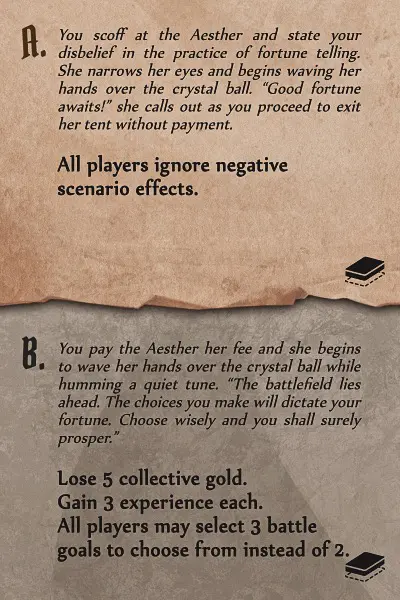 A.
You scoff at the Aesther and state your
disbelief in the practice of fortune telling.
She narrows her eyes and begins waving her
hands over the crystal ball. “Good fortune
awaits!” she calls out as you proceed to exit
her tent without payment.
All players ignore negative
scenario effects.
B.
You pay the Aesther her fee and she begins
to wave her hands over the crystal ball while
humming a quiet tune. “The battlefield lies
ahead. The choices you make will dictate your
fortune. Choose wisely and you shall surely
prosper.”
Lose 5 collective gold.
Gain 3 experience each.
All players may select 3 battle
goals to choose from instead of 2.